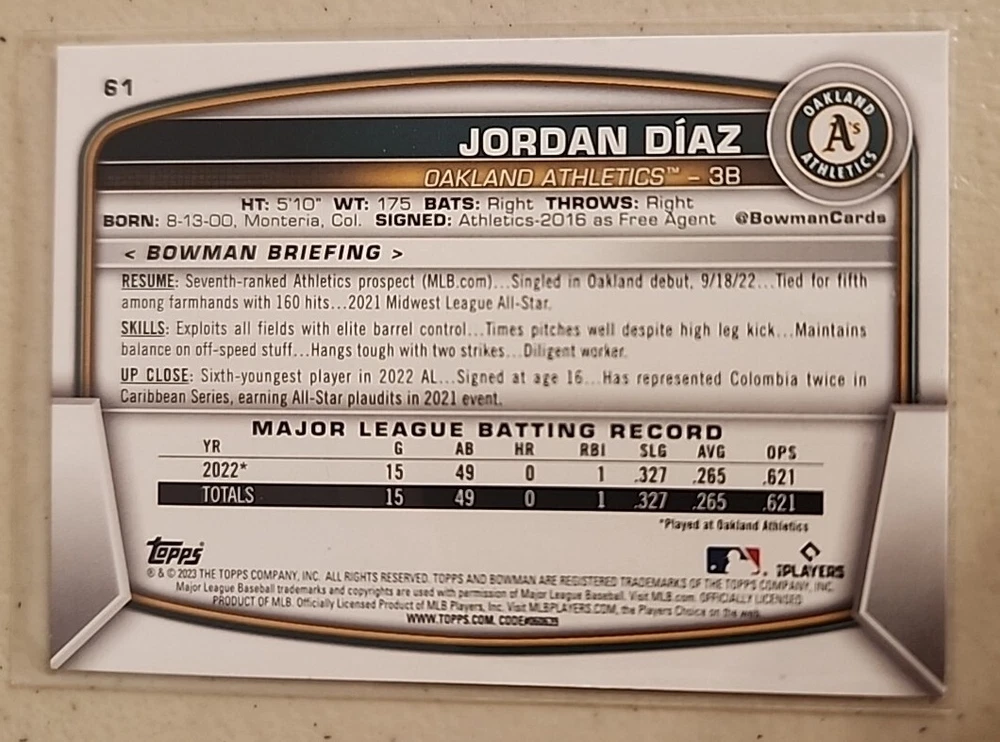 61
JORDAN DÍAZ
OAKLAND ATHLETICS™ – 3B
OAKLAND A's ATHLETICS
HT: 5'10" WT: 175 BATS: Right THROWS: Right
BORN: 8-13-00, Monteria, Col. SIGNED: Athletics-2016 as Free Agent @BowmanCards
< BOWMAN BRIEFING >
RESUME: Seventh-ranked Athletics prospect (MLB.com)...Singled in Oakland debut, 9/18/22...Tied for fifth
among farmhands with 160 hits...2021 Midwest League All-Star.
SKILLS: Exploits all fields with elite barrel control...Times pitches well despite high leg kick...Maintains
balance on off-speed stuff...Hangs tough with two strikes...Diligent worker.
UP CLOSE: Sixth-youngest player in 2022 AL...Signed at age 16...Has represented Colombia twice in
Caribbean Series, earning All-Star plaudits in 2021 event.
MAJOR LEAGUE BATTING RECORD
YR G AB HR RBI SLG AVG OPS
2022* 15 49 0 1 .327 .265 .621
TOTALS 15 49 0 1 .327 .265 .621
*Played at Oakland Athletics
Topps®
PLAYERS
® & © 2023 THE TOPPS COMPANY, INC. ALL RIGHTS RESERVED. TOPPS AND BOWMAN ARE REGISTERED TRADEMARKS OF THE TOPPS COMPANY, INC.
Major League Baseball trademarks and copyrights are used with permission of Major League Baseball. Visit MLB.com. OFFICIALLY LICENSED
PRODUCT OF MLB. Officially Licensed Product of MLB Players, Inc. Visit MLBPLAYERS.COM, the Players Choice on the web.
WWW.TOPPS.COM. CODE#